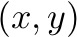 (x, y)